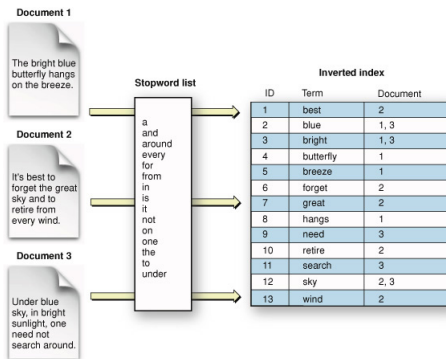 Document 1
The bright blue
butterfly hangs
on the breeze.
Document 2
It's best to
forget the great
sky and to
retire from
every wind.
Document 3
Under blue
sky, in bright
sunlight, one
need not
search around.
Stopword list
a
and
around
every
for
from
in
is
it
not
on
one
the
to
under
Inverted index
ID Term Document
1 best 2
2 blue 1, 3
3 bright 1, 3
4 butterfly 1
5 breeze 1
6 forget 2
7 great 2
8 hangs 1
9 need 3
10 retire 2
11 search 3
12 sky 2, 3
13 wind 2